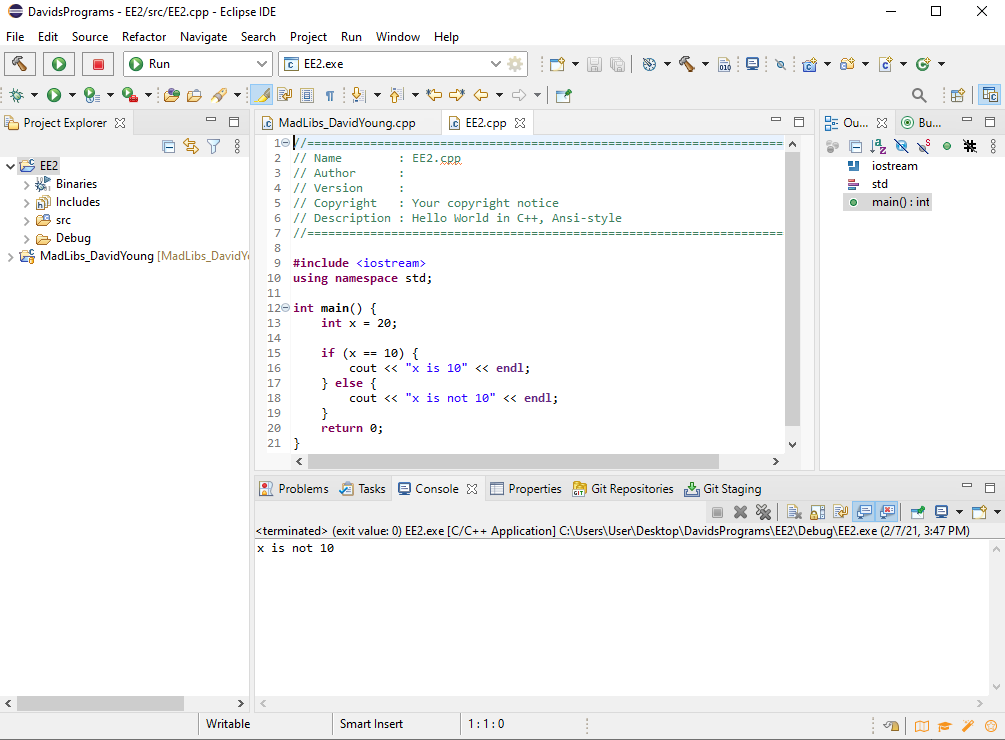 DavidsPrograms - EE2/src/EE2.cpp - Eclipse IDE
File Edit Source Refactor Navigate Search Project Run Window Help
Run EE2.exe
Project Explorer
EE2
Binaries
Includes
src
Debug
MadLibs_DavidYoung [MadLibs_DavidY
MadLibs_DavidYoung.cpp EE2.cpp
1 //====================================================================
2 // Name        : EE2.cpp
3 // Author      :
4 // Version     :
5 // Copyright   : Your copyright notice
6 // Description : Hello World in C++, Ansi-style
7 //====================================================================
8
9 #include <iostream>
10 using namespace std;
11
12 int main() {
13     int x = 20;
14
15     if (x == 10) {
16         cout << "x is 10" << endl;
17     } else {
18         cout << "x is not 10" << endl;
19     }
20     return 0;
21 }
Ou... Bu...
iostream
std
main() : int
Problems Tasks Console Properties Git Repositories Git Staging
<terminated> (exit value: 0) EE2.exe [C/C++ Application] C:\Users\User\Desktop\DavidsPrograms\EE2\Debug\EE2.exe (2/7/21, 3:47 PM)
x is not 10
Writable Smart Insert 1 : 1 : 0